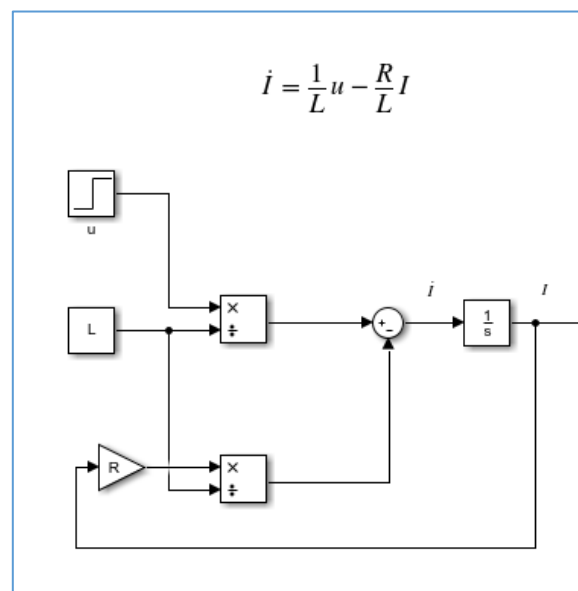 İ = 1/L u − R/L I
u
× ÷
L
+ −
İ
1/s
I
R
× ÷